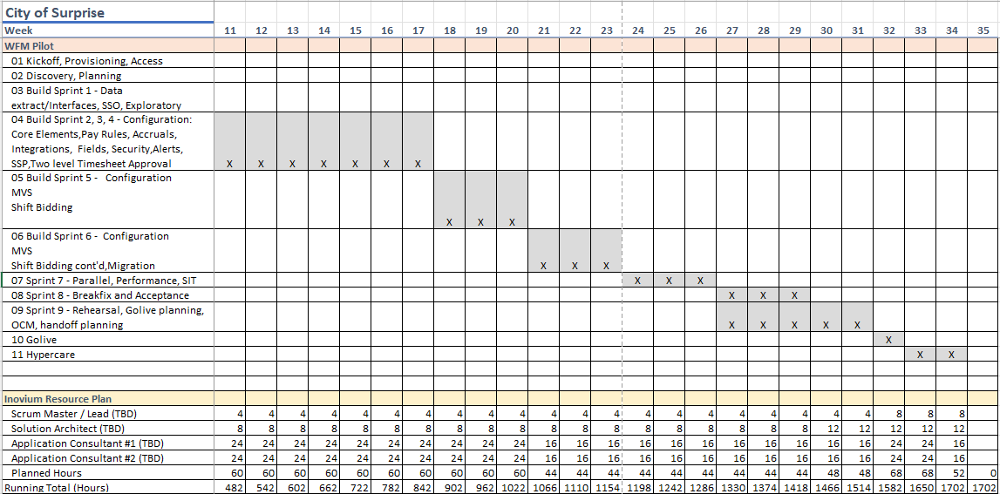 City of Surprise
Week 11 12 13 14 15 16 17 18 19 20 21 22 23 24 25 26 27 28 29 30 31 32 33 34 35
WFM Pilot
01 Kickoff, Provisioning, Access
02 Discovery, Planning
03 Build Sprint 1 - Data
extract/Interfaces, SSO, Exploratory
04 Build Sprint 2, 3, 4 - Configuration:
Core Elements,Pay Rules, Accruals,
Integrations, Fields, Security,Alerts,
SSP,Two level Timesheet Approval X X X X X X X
05 Build Sprint 5 - Configuration
MVS
Shift Bidding
X X X
06 Build Sprint 6 - Configuration
MVS
Shift Bidding cont'd,Migration X X X
07 Sprint 7 - Parallel, Performance, SIT X X X
08 Sprint 8 - Breakfix and Acceptance X X X
09 Sprint 9 - Rehearsal, Golive planning,
OCM, handoff planning X X X X X
10 Golive X
11 Hypercare X X
Inovium Resource Plan
Scrum Master / Lead (TBD) 4 4 4 4 4 4 4 4 4 4 4 4 4 4 4 4 4 4 4 4 4 8 8 8
Solution Architect (TBD) 8 8 8 8 8 8 8 8 8 8 8 8 8 8 8 8 8 8 8 12 12 12 12 12
Application Consultant #1 (TBD) 24 24 24 24 24 24 24 24 24 24 16 16 16 16 16 16 16 16 16 16 16 24 24 16
Application Consultant #2 (TBD) 24 24 24 24 24 24 24 24 24 24 16 16 16 16 16 16 16 16 16 16 16 24 24 16
Planned Hours 60 60 60 60 60 60 60 60 60 60 44 44 44 44 44 44 44 44 44 48 48 68 68 52 0
Running Total (Hours) 482 542 602 662 722 782 842 902 962 1022 1066 1110 1154 1198 1242 1286 1330 1374 1418 1466 1514 1582 1650 1702 1702